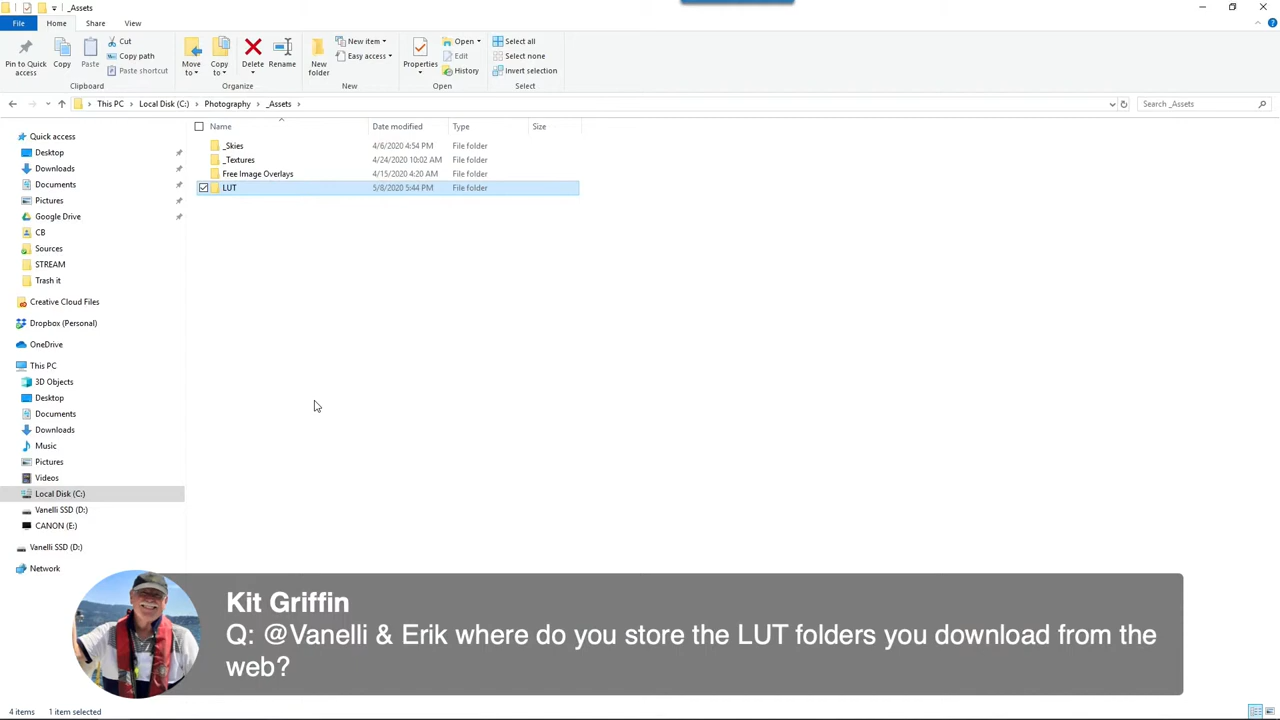 _Assets
File
Home
Share
View
Pin to Quick access
Copy
Paste
Cut
Copy path
Paste shortcut
Clipboard
Move to
Copy to
Delete
Rename
Organize
New folder
New item
Easy access
New
Properties
Open
Edit
History
Open
Select all
Select none
Invert selection
Select
This PC
Local Disk (C:)
Photography
_Assets
Search _Assets
Name
Date modified
Type
Size
_Skies 4/6/2020 4:54 PM File folder
_Textures 4/24/2020 10:02 AM File folder
Free Image Overlays 4/15/2020 4:20 AM File folder
LUT 5/8/2020 5:44 PM File folder
Quick access
Desktop
Downloads
Documents
Pictures
Google Drive
CB
Sources
STREAM
Trash it
Creative Cloud Files
Dropbox (Personal)
OneDrive
This PC
3D Objects
Desktop
Documents
Downloads
Music
Pictures
Videos
Local Disk (C:)
Vanelli SSD (D:)
CANON (E:)
Vanelli SSD (D:)
Network
Kit Griffin
Q: @Vanelli & Erik where do you store the LUT folders you download from the
web?
4 items 1 item selected